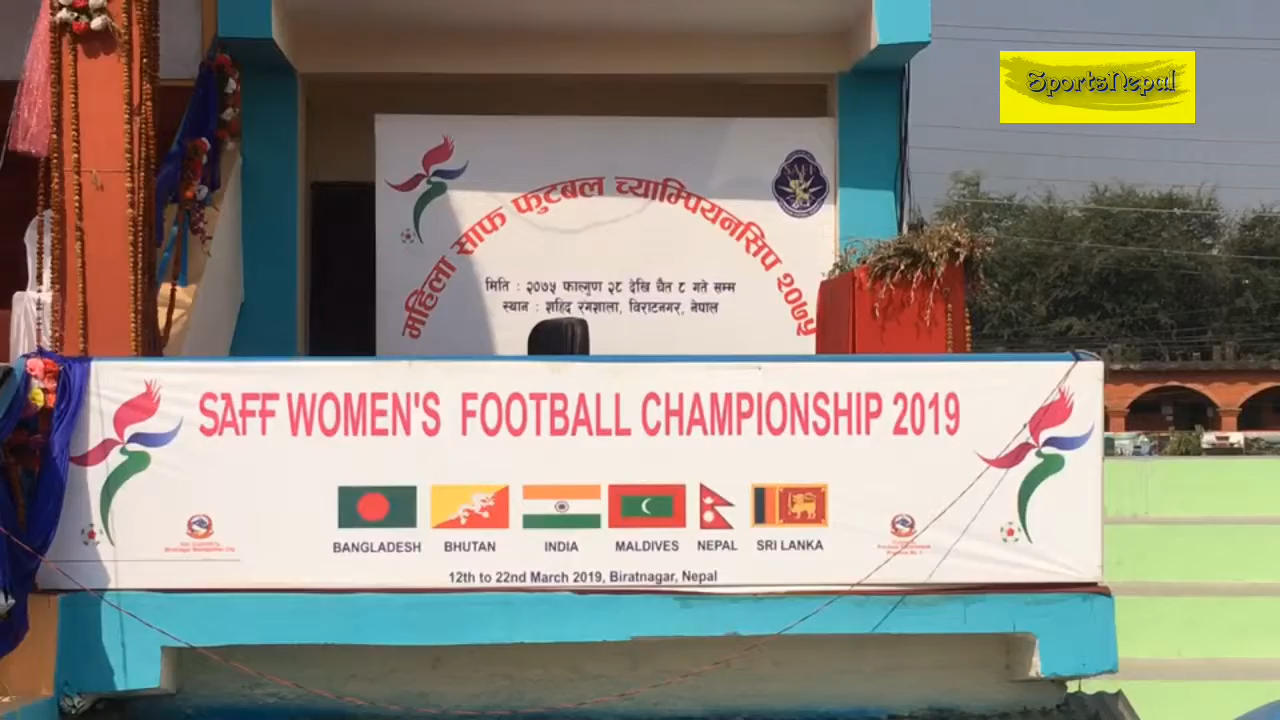 SportsNepal
महिला साफ फुटबल च्याम्पियनसिप २०७५
मिति : २०७५ फाल्गुण २८ देखि चैत ८ गते सम्म
स्थान : शहिद रंगशाला, विराटनगर, नेपाल
SAFF WOMEN'S FOOTBALL CHAMPIONSHIP 2019
BANGLADESH BHUTAN INDIA MALDIVES NEPAL SRI LANKA
12th to 22nd March 2019, Biratnagar, Nepal